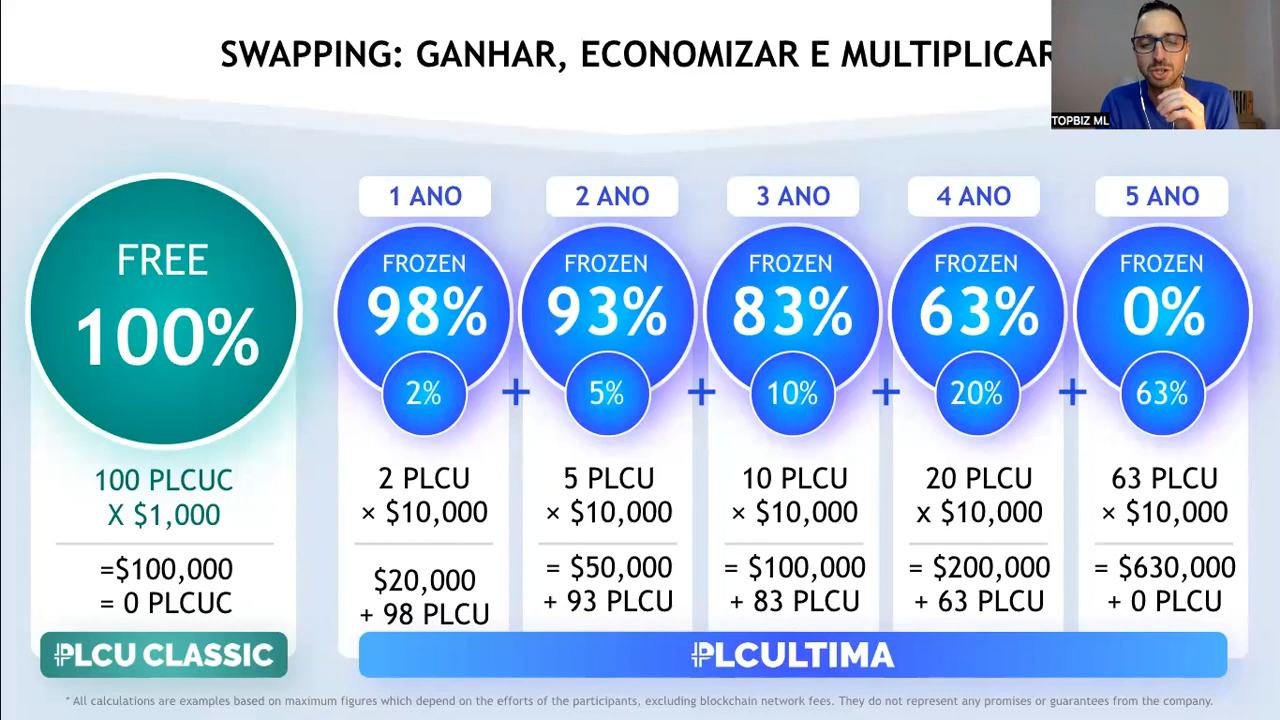 SWAPPING: GANHAR, ECONOMIZAR E MULTIPLICAR
TOPBIZ ML
FREE
100%
100 PLCUC
X $1,000
=$100,000
= 0 PLCUC
PLCU CLASSIC
1 ANO
FROZEN
98%
2%
2 PLCU
× $10,000
$20,000
+ 98 PLCU
+
2 ANO
FROZEN
93%
5%
5 PLCU
× $10,000
= $50,000
+ 93 PLCU
+
3 ANO
FROZEN
83%
10%
10 PLCU
× $10,000
= $100,000
+ 83 PLCU
+
4 ANO
FROZEN
63%
20%
20 PLCU
x $10,000
= $200,000
+ 63 PLCU
+
5 ANO
FROZEN
0%
63%
63 PLCU
× $10,000
= $630,000
+ 0 PLCU
PLCULTIMA
* All calculations are examples based on maximum figures which depend on the efforts of the participants, excluding blockchain network fees. They do not represent any promises or guarantees from the company.